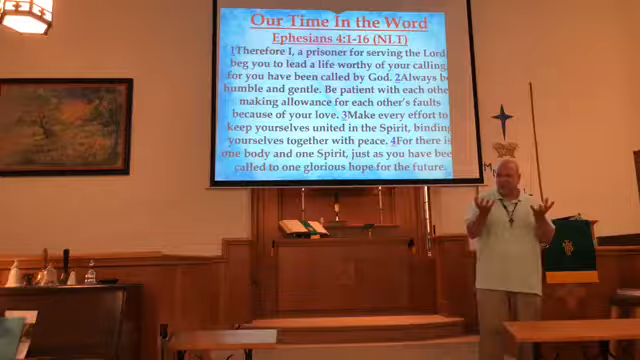 Our Time In the Word
Ephesians 4:1-16 (NLT)
1Therefore I, a prisoner for serving the Lord
beg you to lead a life worthy of your calling
for you have been called by God. 2Always be
humble and gentle. Be patient with each othe
making allowance for each other's faults
because of your love. 3Make every effort to
keep yourselves united in the Spirit, binding
yourselves together with peace. 4For there is
one body and one Spirit, just as you have bee
called to one glorious hope for the future.